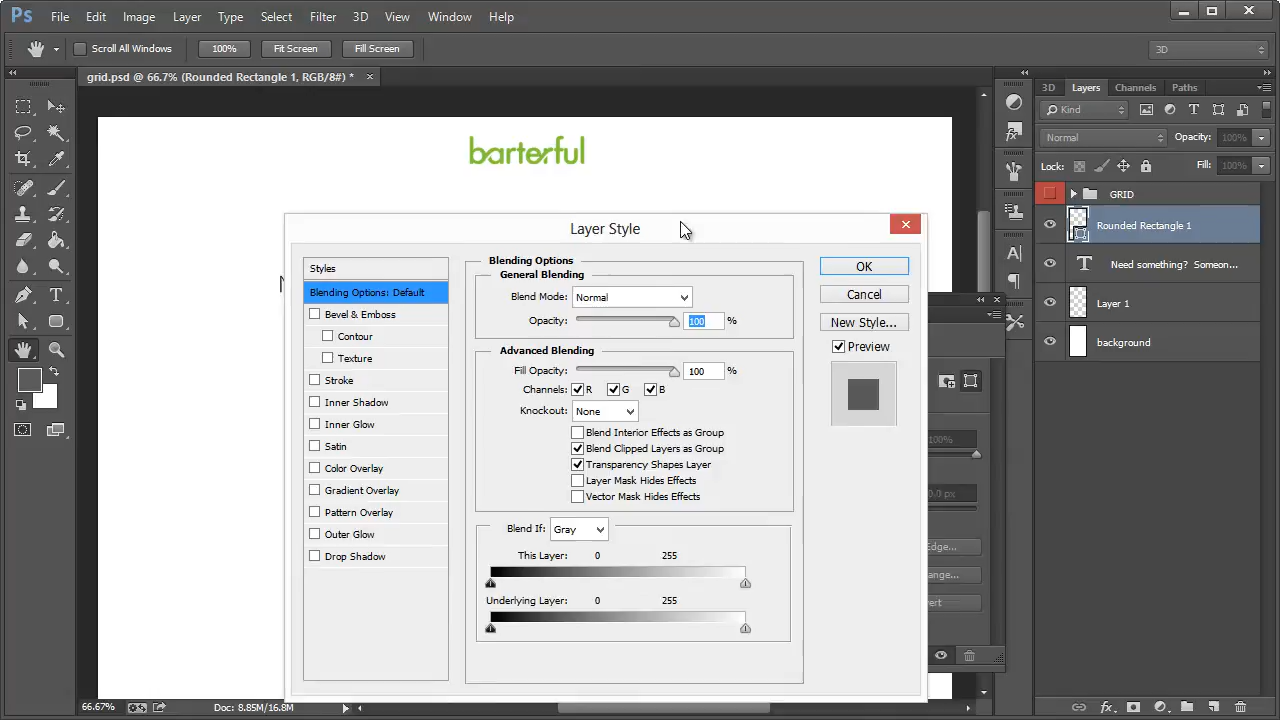 Ps File Edit Image Layer Type Select Filter 3D View Window Help
Scroll All Windows 100% Fit Screen Fill Screen 3D
grid.psd @ 66.7% (Rounded Rectangle 1, RGB/8#) * ×
3D Layers Channels Paths
Kind
Normal Opacity: 100%
Lock: Fill: 100%
GRID
Rounded Rectangle 1
Need something? Someon...
Layer 1
background
barterful
Layer Style
Styles
Blending Options: Default
Bevel & Emboss
Contour
Texture
Stroke
Inner Shadow
Inner Glow
Satin
Color Overlay
Gradient Overlay
Pattern Overlay
Outer Glow
Drop Shadow
Blending Options
General Blending
Blend Mode: Normal
Opacity: 100 %
Advanced Blending
Fill Opacity: 100 %
Channels: R G B
Knockout: None
Blend Interior Effects as Group
Blend Clipped Layers as Group
Transparency Shapes Layer
Layer Mask Hides Effects
Vector Mask Hides Effects
Blend If: Gray
This Layer: 0 255
Underlying Layer: 0 255
OK
Cancel
New Style...
Preview
100%
0.0 px
Edge...
ange...
ert
66.67% Doc: 8.85M/16.8M